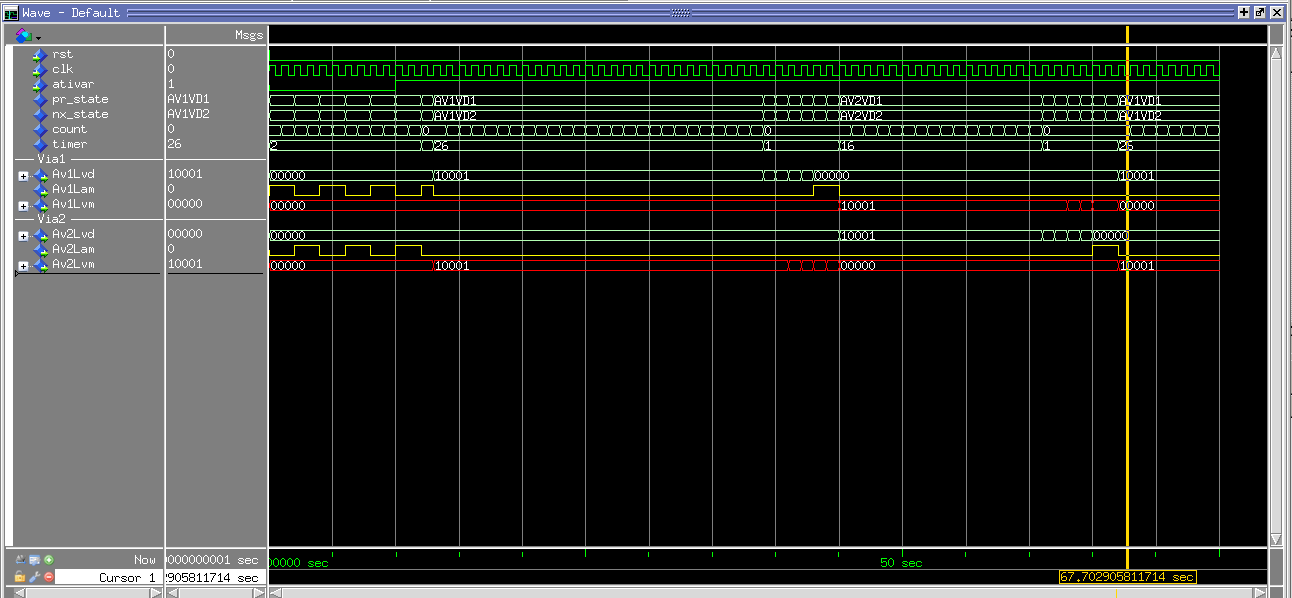 Wave - Default
Msgs
rst 0
clk 0
ativar 1
pr_state AV1VD1 AV1VD1 AV2VD1 AV1VD1
nx_state AV1VD2 AV1VD2 AV2VD2 AV1VD2
count 0 0 0 0
timer 26 2 26 1 16 1 26
Via1
Av1Lvd 10001 00000 10001 00000 10001
Av1Lam 0
Av1Lvm 00000 00000 10001 00000
Via2
Av2Lvd 00000 00000 10001 00000
Av2Lam 0
Av2Lvm 10001 00000 10001 00000 10001
Now 000000001 sec 00000 sec 50 sec
Cursor 1 905811714 sec 67.702905811714 sec